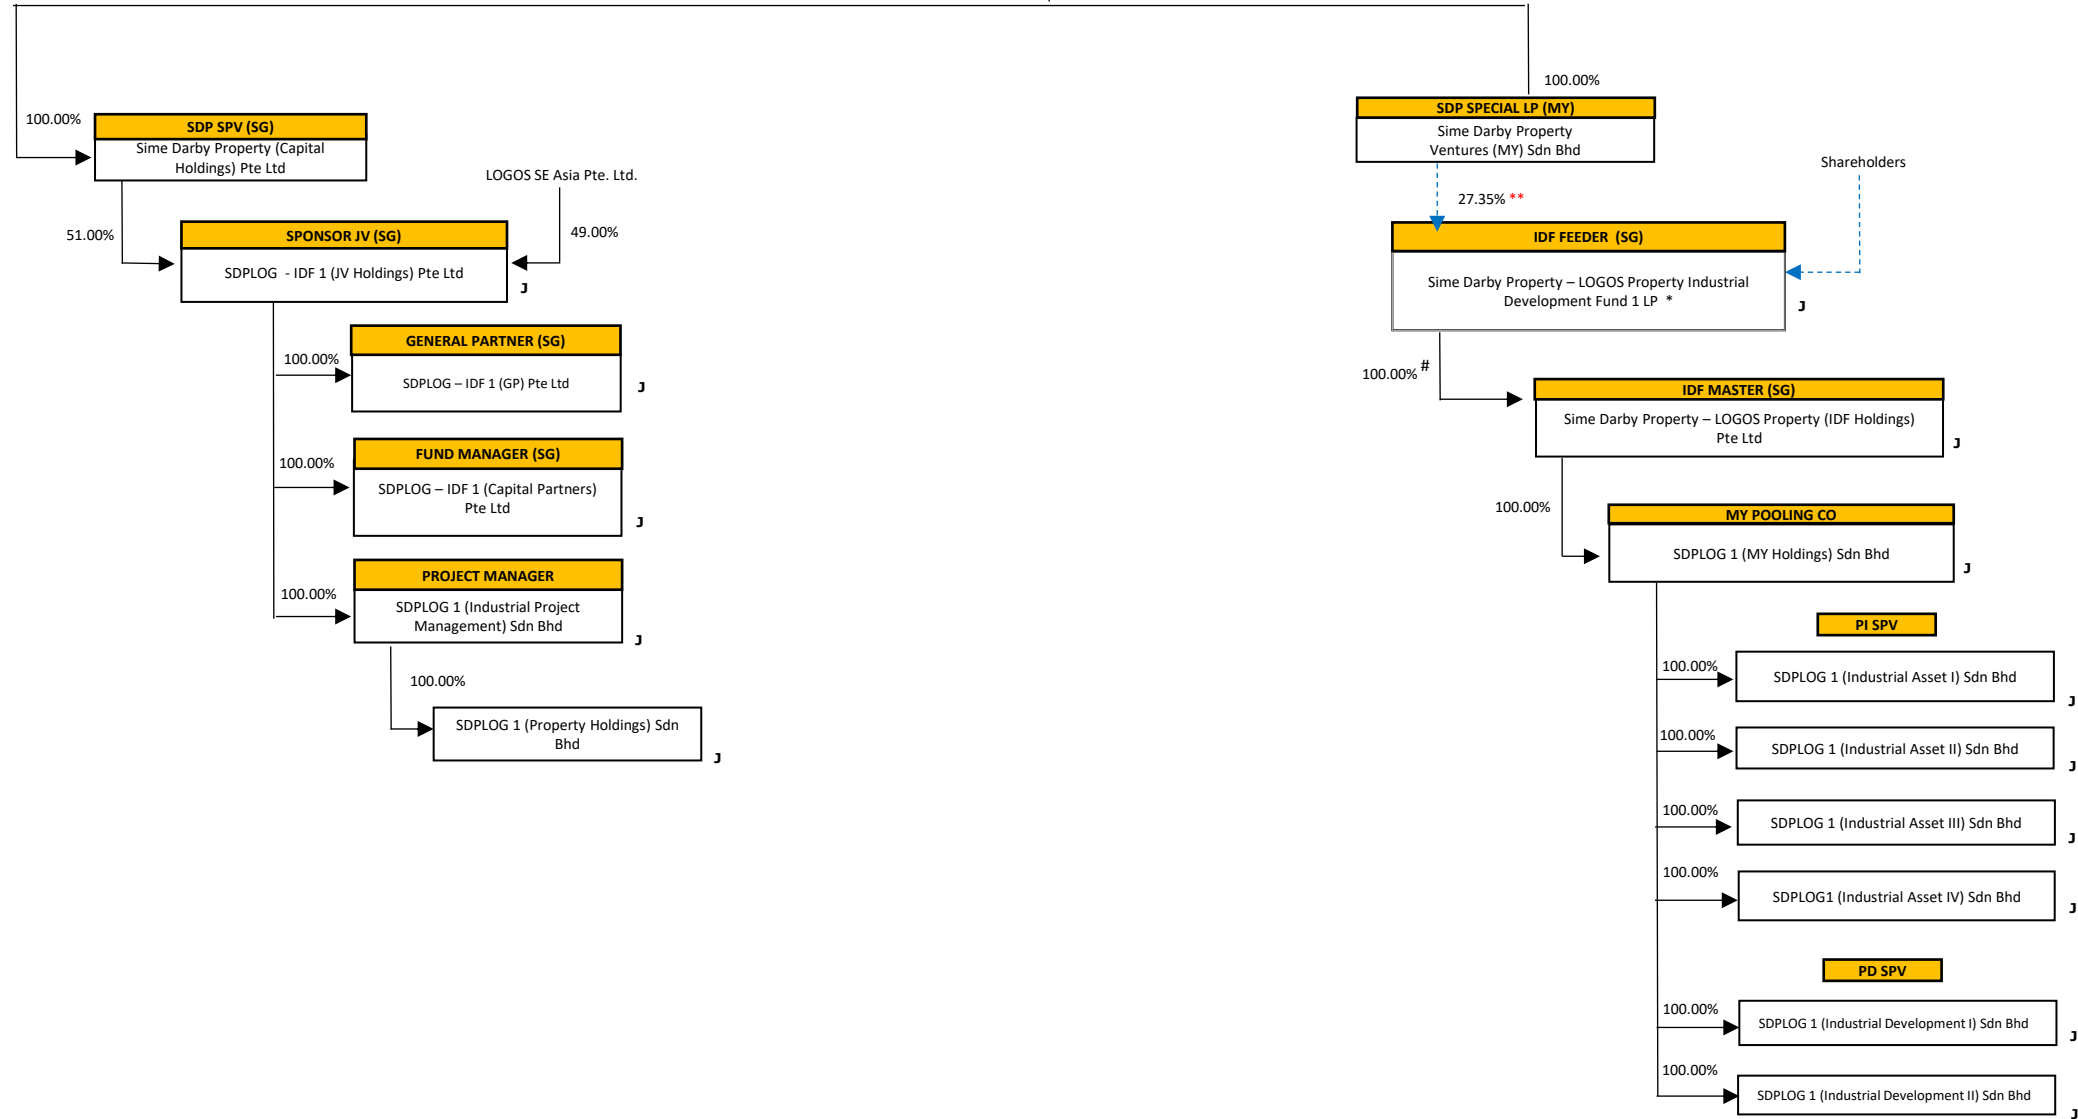 100.00%
SDP SPV (SG)
Sime Darby Property (Capital
Holdings) Pte Ltd
LOGOS SE Asia Pte. Ltd.
51.00%
49.00%
SPONSOR JV (SG)
SDPLOG - IDF 1 (JV Holdings) Pte Ltd
J
100.00%
GENERAL PARTNER (SG)
SDPLOG – IDF 1 (GP) Pte Ltd
J
100.00%
FUND MANAGER (SG)
SDPLOG – IDF 1 (Capital Partners)
Pte Ltd
J
100.00%
PROJECT MANAGER
SDPLOG 1 (Industrial Project
Management) Sdn Bhd
J
100.00%
SDPLOG 1 (Property Holdings) Sdn
Bhd
J
100.00%
SDP SPECIAL LP (MY)
Sime Darby Property
Ventures (MY) Sdn Bhd
Shareholders
27.35% **
IDF FEEDER (SG)
Sime Darby Property – LOGOS Property Industrial
Development Fund 1 LP *
J
100.00% #
IDF MASTER (SG)
Sime Darby Property – LOGOS Property (IDF Holdings)
Pte Ltd
J
100.00%
MY POOLING CO
SDPLOG 1 (MY Holdings) Sdn Bhd
J
PI SPV
100.00%
SDPLOG 1 (Industrial Asset I) Sdn Bhd
J
100.00%
SDPLOG 1 (Industrial Asset II) Sdn Bhd
J
100.00%
SDPLOG 1 (Industrial Asset III) Sdn Bhd
J
100.00%
SDPLOG1 (Industrial Asset IV) Sdn Bhd
J
PD SPV
100.00%
SDPLOG 1 (Industrial Development I) Sdn Bhd
J
100.00%
SDPLOG 1 (Industrial Development II) Sdn Bhd
J